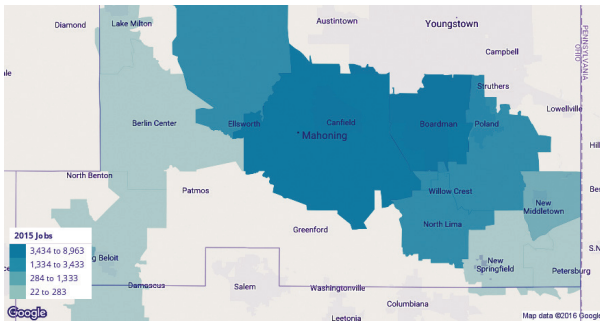 Diamond
Lake Milton
Austintown
Youngstown
Campbell
PENNSYLVANIA
OHIO
Struthers
Lowellville
Berlin Center
Ellsworth
Canfield
Mahoning
Boardman
Poland
North Benton
Patmos
Willow Crest
New
Middletown
North Lima
Greenford
2015 Jobs
3,434 to 8,963
1,334 to 3,433
284 to 1,333
22 to 283
Beloit
Damascus
Salem
Washingtonville
Columbiana
Leetonia
New
Springfield
Petersburg
Google
Map data ©2016 Google